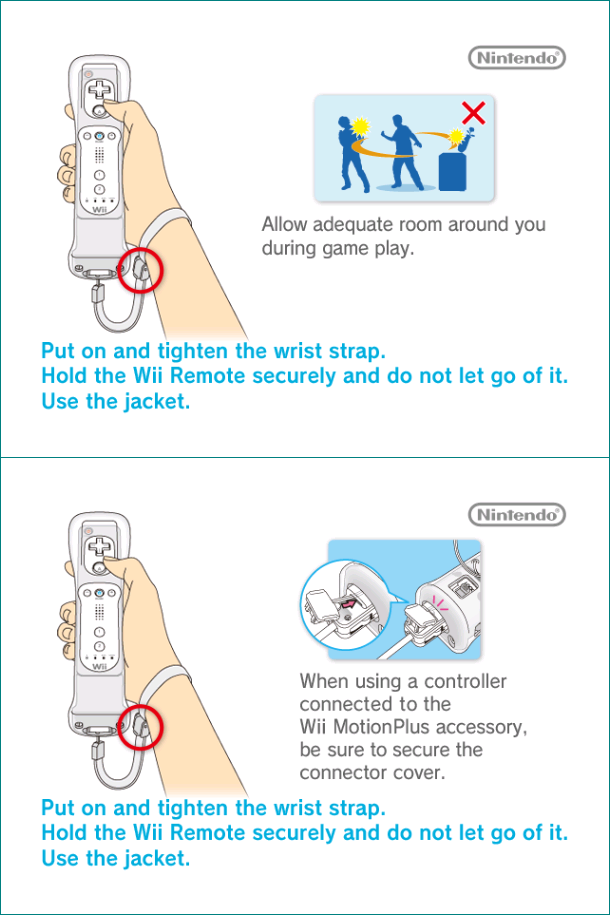 Nintendo®
Wii
Allow adequate room around you
during game play.
Put on and tighten the wrist strap.
Hold the Wii Remote securely and do not let go of it.
Use the jacket.
Nintendo®
Wii
When using a controller
connected to the
Wii MotionPlus accessory,
be sure to secure the
connector cover.
Put on and tighten the wrist strap.
Hold the Wii Remote securely and do not let go of it.
Use the jacket.